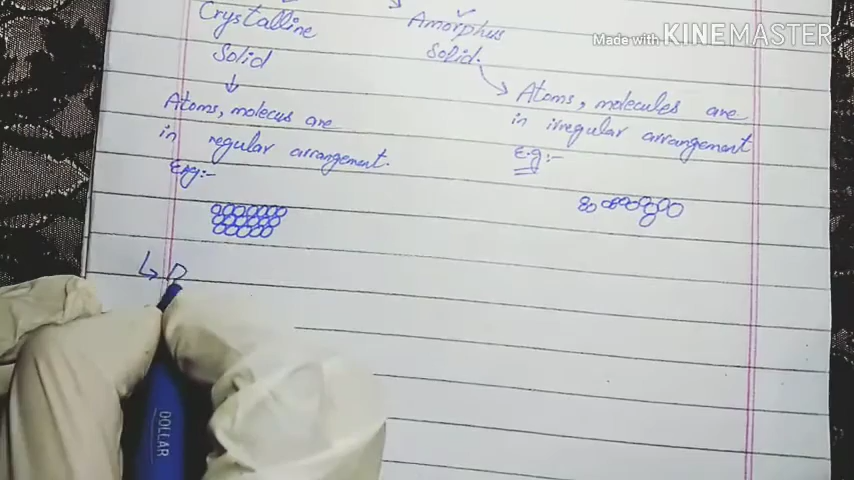 Crystalline
Solid
Atoms, molecus are
in regular arrangement.
Eg:-
Amorphus
Solid.
Atoms, molecules are
in irregular arrangement
E.g:-
Made with KINEMASTER
DOLLAR